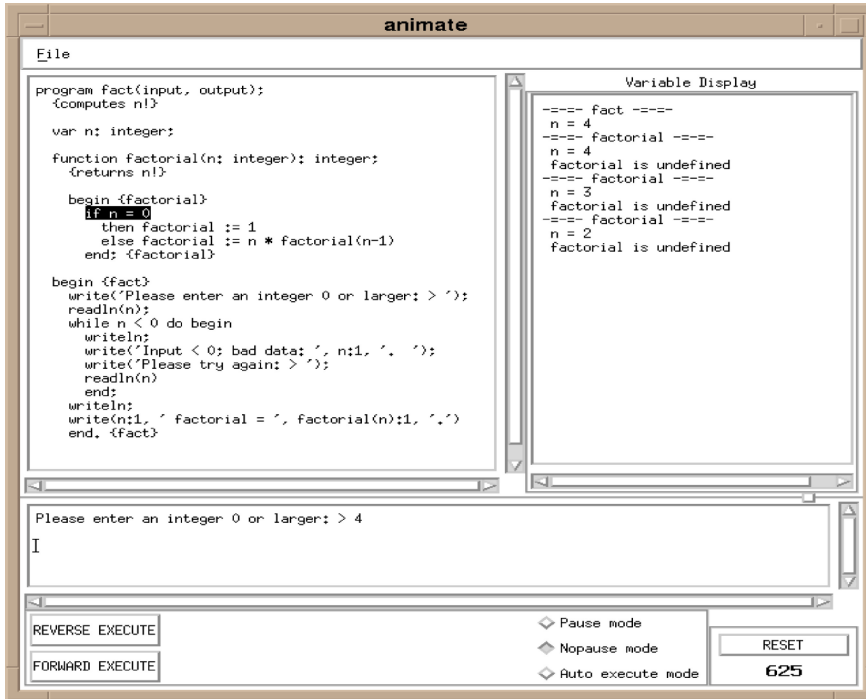 animate
File
program fact(input, output);
{computes n!}
var n: integer;
function factorial(n: integer): integer;
{returns n!}
begin {factorial}
if n = 0
then factorial := 1
else factorial := n * factorial(n-1)
end; {factorial}
begin {fact}
write('Please enter an integer 0 or larger: > ');
readln(n);
while n < 0 do begin
writeln;
write('Input < 0; bad data: ', n:1, '.  ');
write('Please try again: > ');
readln(n)
end;
writeln;
write(n:1, ' factorial = ', factorial(n):1, '.')
end. {fact}
Variable Display
-=-=- fact -=-=-
n = 4
-=-=- factorial -=-=-
n = 4
factorial is undefined
-=-=- factorial -=-=-
n = 3
factorial is undefined
-=-=- factorial -=-=-
n = 2
factorial is undefined
Please enter an integer 0 or larger: > 4
REVERSE EXECUTE
FORWARD EXECUTE
Pause mode
Nopause mode
Auto execute mode
RESET
625